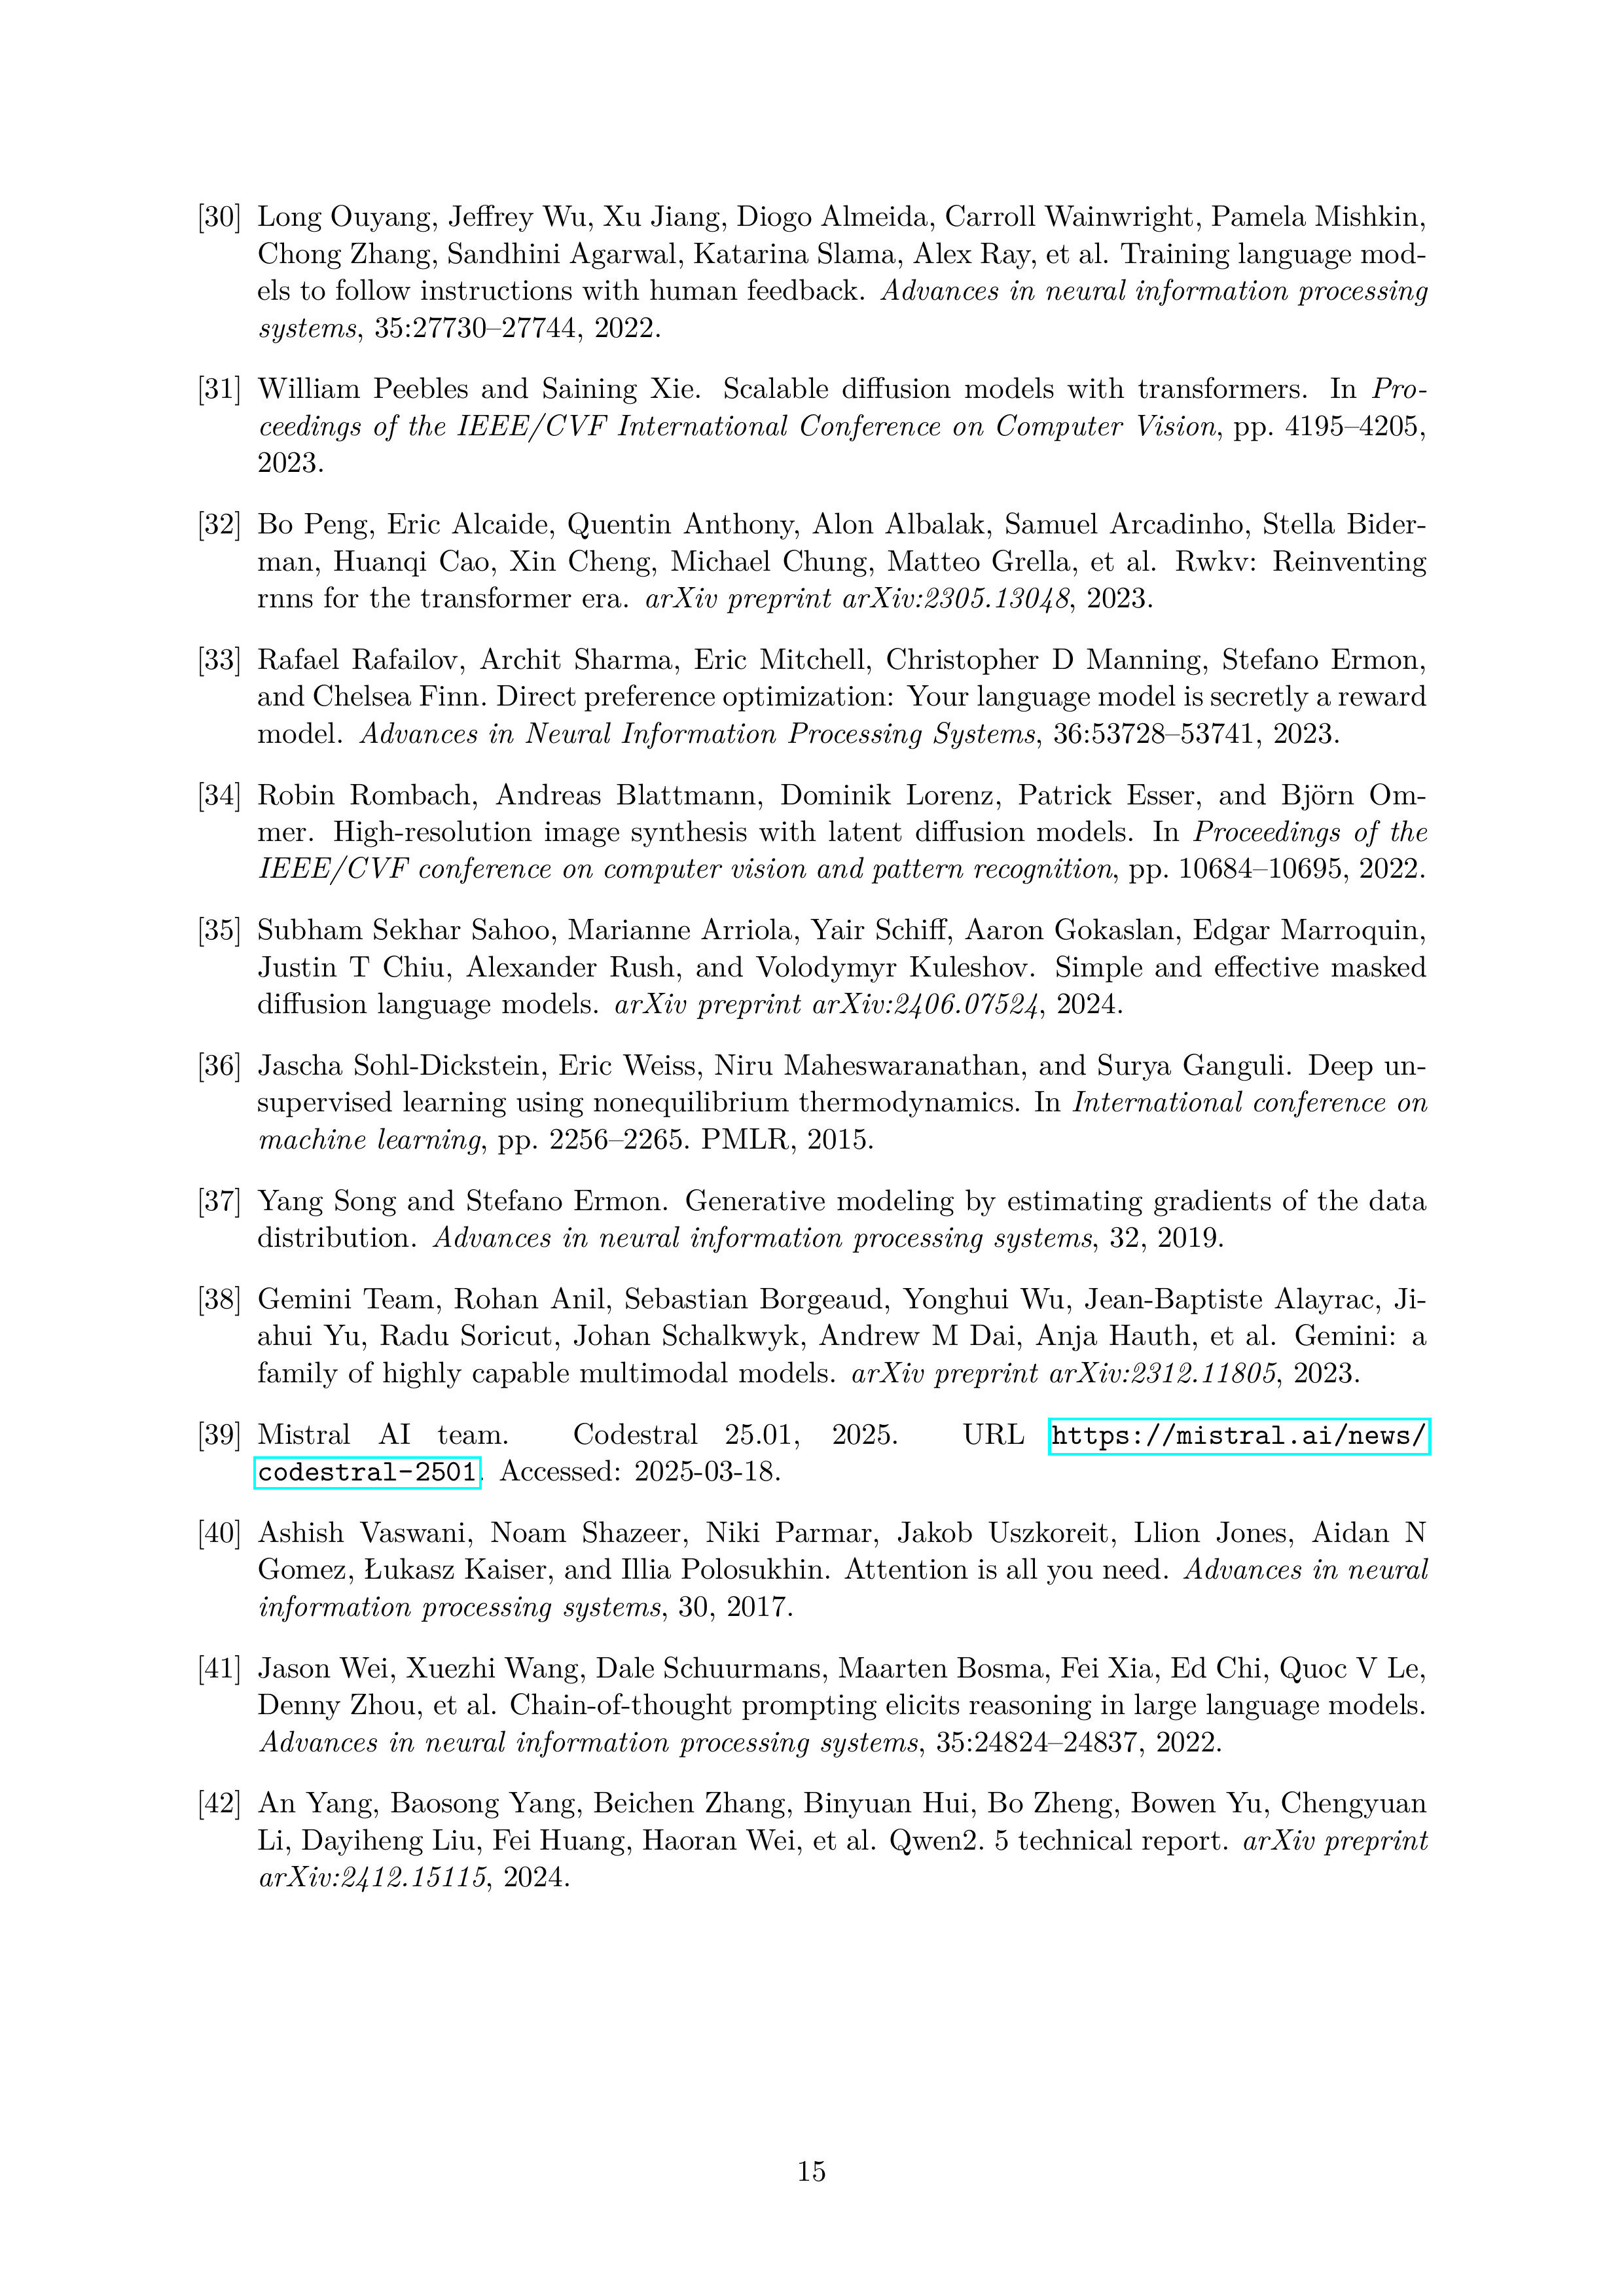 [30] Long Ouyang, Jeffrey Wu, Xu Jiang, Diogo Almeida, Carroll Wainwright, Pamela Mishkin,
Chong Zhang, Sandhini Agarwal, Katarina Slama, Alex Ray, et al. Training language mod-
els to follow instructions with human feedback. Advances in neural information processing
systems, 35:27730–27744, 2022.
[31] William Peebles and Saining Xie. Scalable diffusion models with transformers. In Pro-
ceedings of the IEEE/CVF International Conference on Computer Vision, pp. 4195–4205,
2023.
[32] Bo Peng, Eric Alcaide, Quentin Anthony, Alon Albalak, Samuel Arcadinho, Stella Bider-
man, Huanqi Cao, Xin Cheng, Michael Chung, Matteo Grella, et al. Rwkv: Reinventing
rnns for the transformer era. arXiv preprint arXiv:2305.13048, 2023.
[33] Rafael Rafailov, Archit Sharma, Eric Mitchell, Christopher D Manning, Stefano Ermon,
and Chelsea Finn. Direct preference optimization: Your language model is secretly a reward
model. Advances in Neural Information Processing Systems, 36:53728–53741, 2023.
[34] Robin Rombach, Andreas Blattmann, Dominik Lorenz, Patrick Esser, and Björn Om-
mer. High-resolution image synthesis with latent diffusion models. In Proceedings of the
IEEE/CVF conference on computer vision and pattern recognition, pp. 10684–10695, 2022.
[35] Subham Sekhar Sahoo, Marianne Arriola, Yair Schiff, Aaron Gokaslan, Edgar Marroquin,
Justin T Chiu, Alexander Rush, and Volodymyr Kuleshov. Simple and effective masked
diffusion language models. arXiv preprint arXiv:2406.07524, 2024.
[36] Jascha Sohl-Dickstein, Eric Weiss, Niru Maheswaranathan, and Surya Ganguli. Deep un-
supervised learning using nonequilibrium thermodynamics. In International conference on
machine learning, pp. 2256–2265. PMLR, 2015.
[37] Yang Song and Stefano Ermon. Generative modeling by estimating gradients of the data
distribution. Advances in neural information processing systems, 32, 2019.
[38] Gemini Team, Rohan Anil, Sebastian Borgeaud, Yonghui Wu, Jean-Baptiste Alayrac, Ji-
ahui Yu, Radu Soricut, Johan Schalkwyk, Andrew M Dai, Anja Hauth, et al. Gemini: a
family of highly capable multimodal models. arXiv preprint arXiv:2312.11805, 2023.
[39] Mistral AI team. Codestral 25.01, 2025. URL https://mistral.ai/news/
codestral-2501. Accessed: 2025-03-18.
[40] Ashish Vaswani, Noam Shazeer, Niki Parmar, Jakob Uszkoreit, Llion Jones, Aidan N
Gomez, Łukasz Kaiser, and Illia Polosukhin. Attention is all you need. Advances in neural
information processing systems, 30, 2017.
[41] Jason Wei, Xuezhi Wang, Dale Schuurmans, Maarten Bosma, Fei Xia, Ed Chi, Quoc V Le,
Denny Zhou, et al. Chain-of-thought prompting elicits reasoning in large language models.
Advances in neural information processing systems, 35:24824–24837, 2022.
[42] An Yang, Baosong Yang, Beichen Zhang, Binyuan Hui, Bo Zheng, Bowen Yu, Chengyuan
Li, Dayiheng Liu, Fei Huang, Haoran Wei, et al. Qwen2. 5 technical report. arXiv preprint
arXiv:2412.15115, 2024.
15